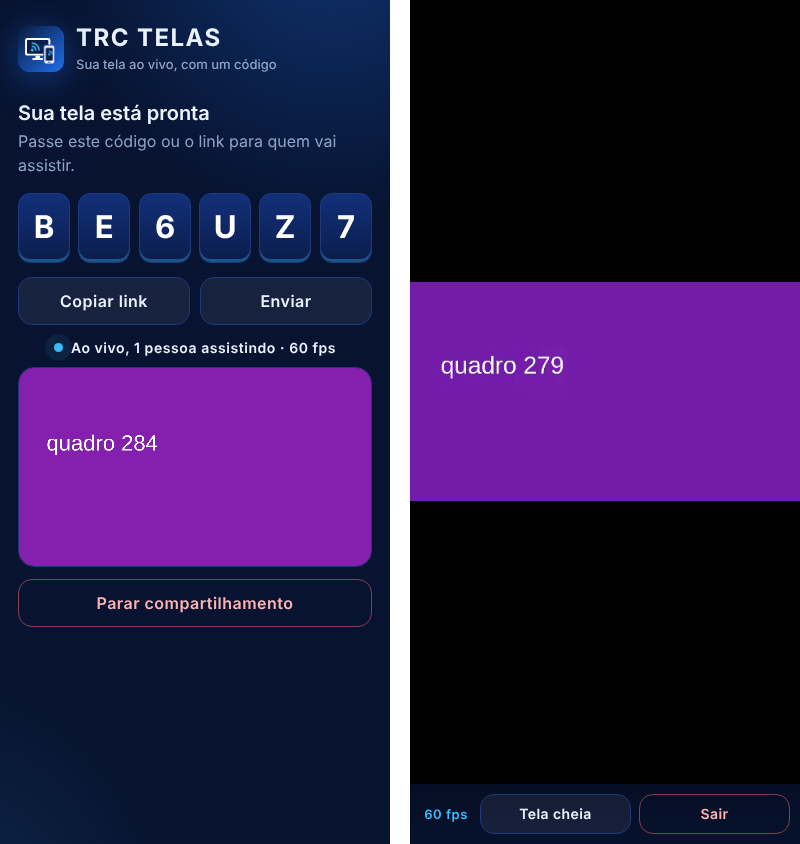 TRC TELAS
Sua tela ao vivo, com um código
Sua tela está pronta
Passe este código ou o link para quem vai
assistir.
B E 6 U Z 7
Copiar link
Enviar
Ao vivo, 1 pessoa assistindo · 60 fps
quadro 284
Parar compartilhamento
quadro 279
60 fps
Tela cheia
Sair